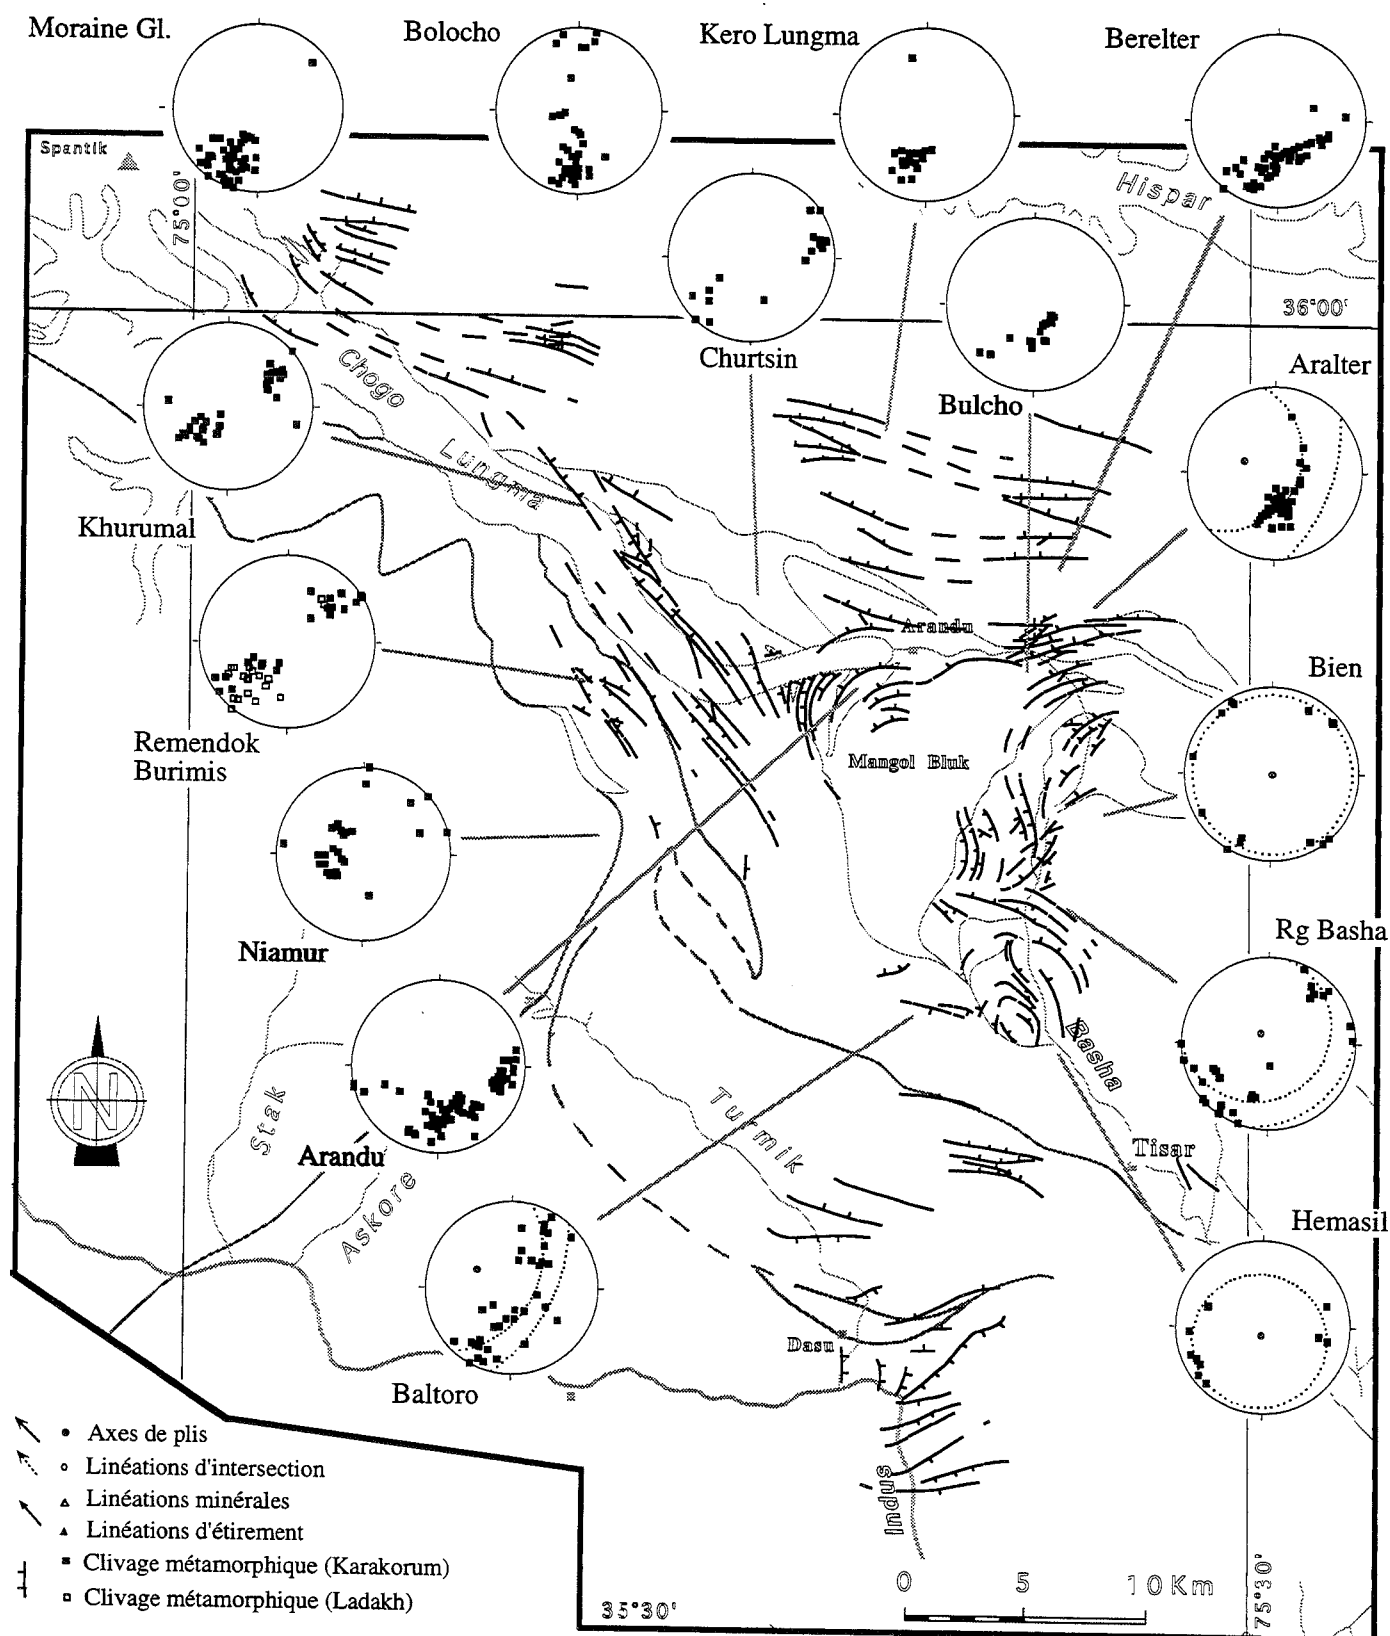 Moraine Gl.
Bolocho
Kero Lungma
Berelter
Spantik
75°00'
Hispar
36°00'
Churtsin
Bulcho
Aralter
Chogo
Lungma
Khurumal
Arandu
Bien
Remendok
Burimis
Mangol Bluk
Niamur
Rg Basha
N
Basha
Stak
Turmik
Tisar
Arandu
Askore
Hemasil
Dasu
Baltoro
Indus
Axes de plis
Linéations d'intersection
Linéations minérales
Linéations d'étirement
Clivage métamorphique (Karakorum)
Clivage métamorphique (Ladakh)
0 5 10 Km
35°30'
75°30'